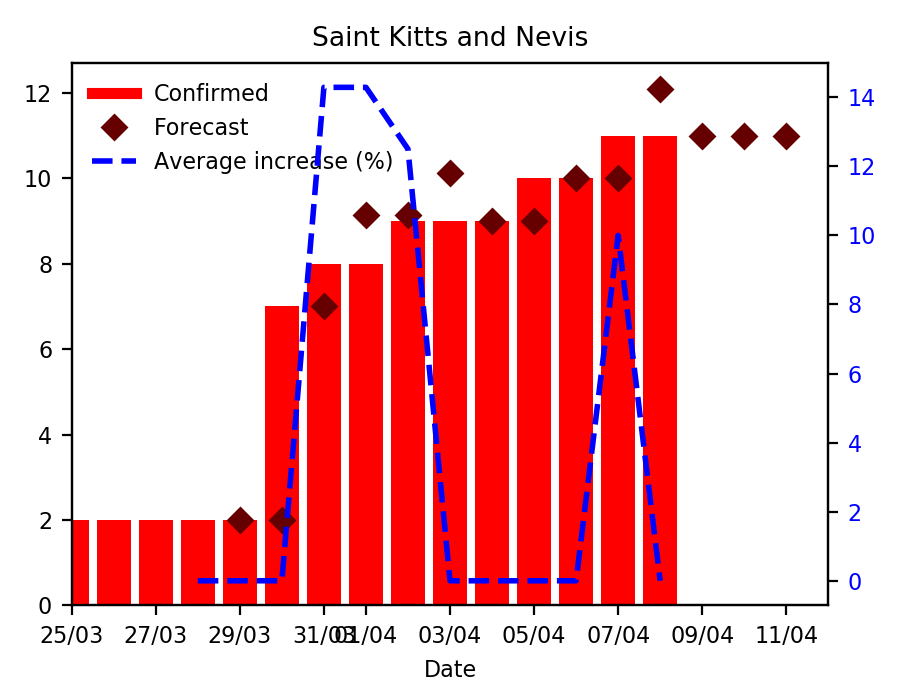 Saint Kitts and Nevis
Confirmed
Forecast
Average increase (%)
12
10
8
6
4
2
0
14
12
10
8
6
4
2
0
25/03 27/03 29/03 31/03 01/04 03/04 05/04 07/04 09/04 11/04
Date